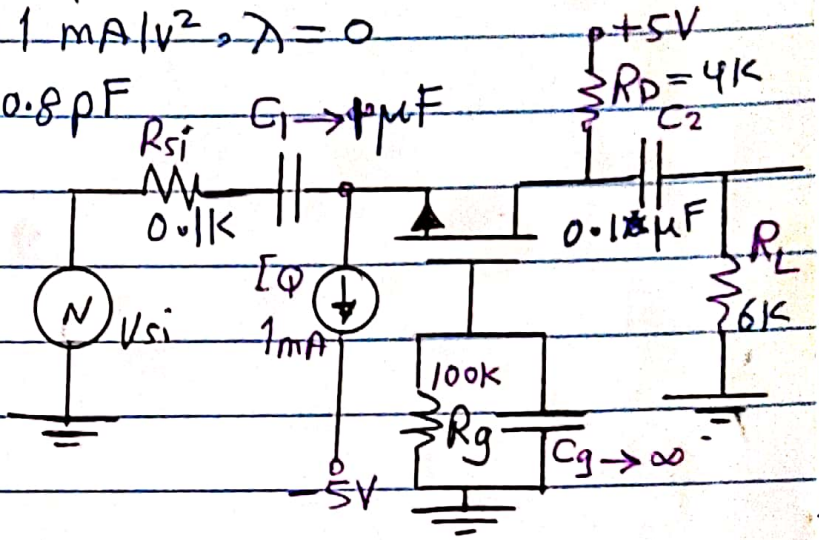 1 mA/V², λ = 0
0.8 pF
+5V
RD = 4K
C1 → μF
C2
Rsi
0.1K
0.1 μF
RL
6K
Vsi
IQ
1mA
100K
Rg
Cg → ∞
-5V